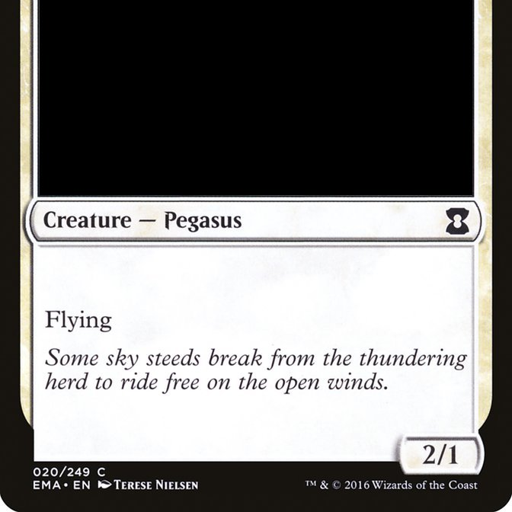 Creature — Pegasus
Flying
Some sky steeds break from the thundering
herd to ride free on the open winds.
2/1
020/249 C
EMA • EN Terese Nielsen
™ & © 2016 Wizards of the Coast